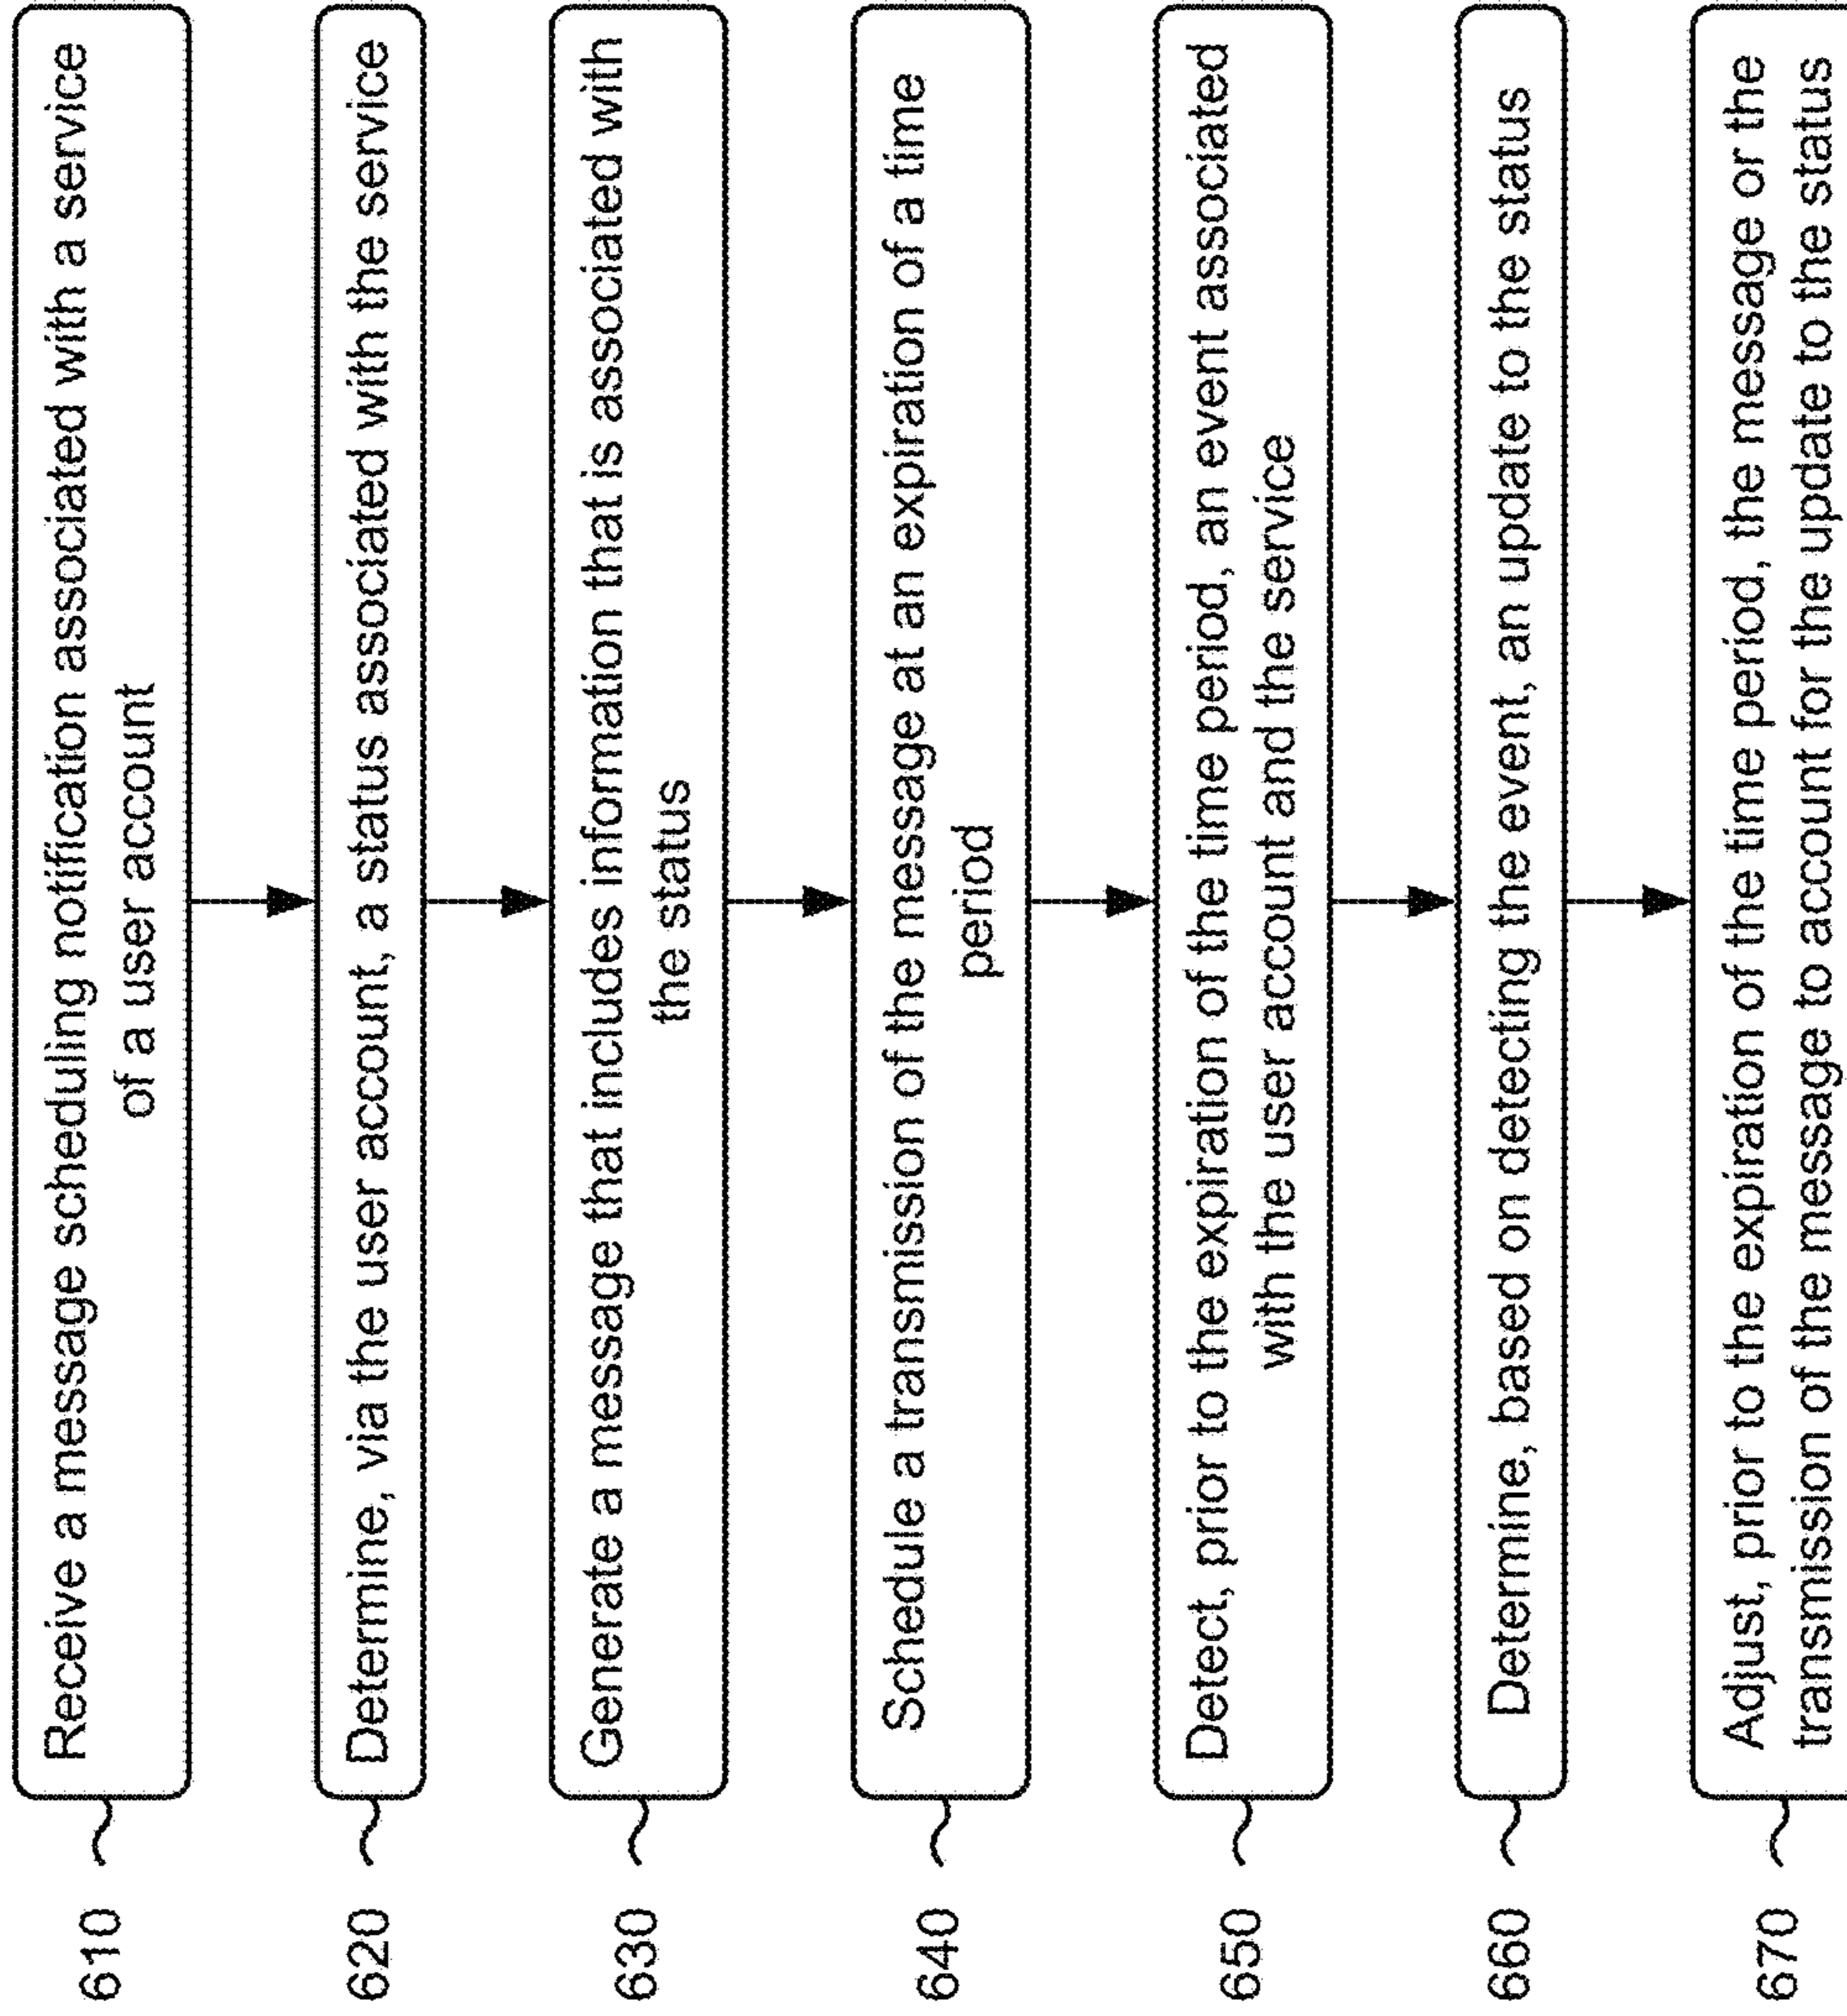 610
Receive a message scheduling notification associated with a service
of a user account
620
Determine, via the user account, a status associated with the service
630
Generate a message that includes information that is associated with
the status
640
Schedule a transmission of the message at an expiration of a time
period
650
Detect, prior to the expiration of the time period, an event associated
with the user account and the service
660
Determine, based on detecting the event, an update to the status
670
Adjust, prior to the expiration of the time period, the message or the
transmission of the message to account for the update to the status